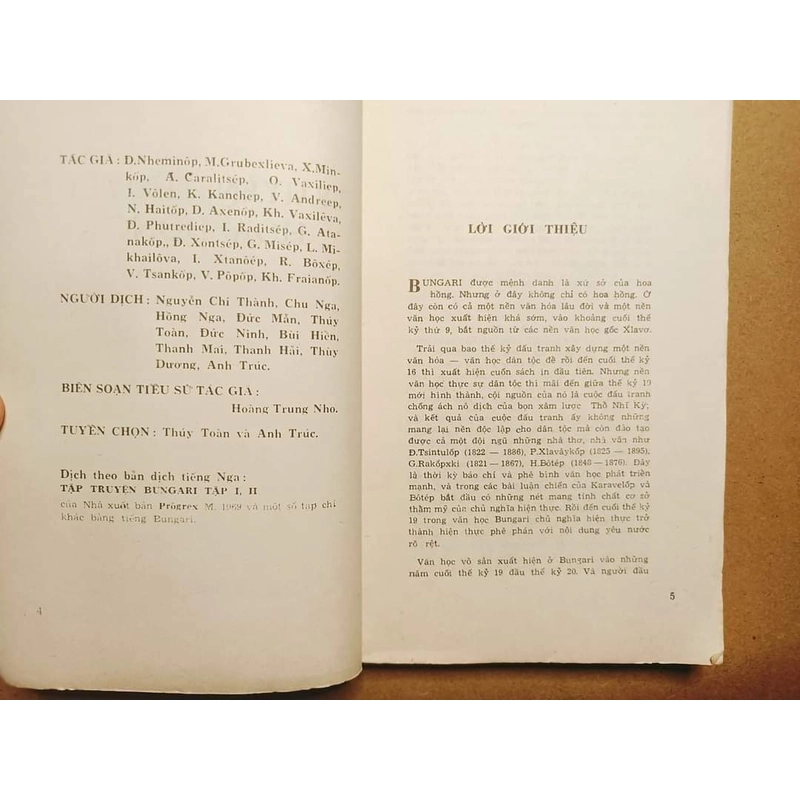 TÁC GIẢ : D.Nheminôp, M.Grubexlieva, X.Min-
kôp, A. Caralitsép, O. Vaxiliep,
I. Vôlen, K. Kanchep, V. Andreep,
N. Haitôp, D. Axenôp, Kh. Vaxilêva,
D. Phutrediep, I. Raditsép, G. Ata-
nakôp,, D. Xontsép, G. Misép, L. Mi-
khailôva, I. Xtanôêp, R. Bôxép,
V. Tsankôp, V. Pôpôp, Kh. Fraianôp.
NGƯỜI DỊCH : Nguyễn Chí Thành, Chu Nga,
Hồng Nga, Đức Mẫn, Thúy
Toàn, Đức Ninh, Bùi Hiền,
Thanh Mai, Thanh Hải, Thùy
Dương, Anh Trúc.
BIÊN SOẠN TIỂU SỬ TÁC GIẢ :
Hoàng Trung Nho.
TUYỂN CHỌN : Thúy Toàn và Anh Trúc.
Dịch theo bản dịch tiếng Nga :
TẬP TRUYỆN BUNGARI TẬP I, II
của Nhà xuất bản Prôgrex M. 1969 và một số tạp chí
khác bằng tiếng Bungari.
4
LỜI GIỚI THIỆU
BUNGARI được mệnh danh là xứ sở của hoa
hồng. Nhưng ở đây không chỉ có hoa hồng. Ở
đây còn có cả một nền văn hóa lâu đời và một nền
văn học xuất hiện khá sớm, vào khoảng cuối thế
kỷ thứ 9, bắt nguồn từ các nền văn học gốc Xlavơ.
Trải qua bao thế kỷ đấu tranh xây dựng một nền
văn hóa — văn học dân tộc để rồi đến cuối thế kỷ
16 thì xuất hiện cuốn sách in đầu tiên. Nhưng nền
văn học thực sự dân tộc thì mãi đến giữa thế kỷ 19
mới hình thành, cội nguồn của nó là cuộc đấu tranh
chống ách nô dịch của bọn xâm lược Thổ Nhĩ Kỳ;
và kết quả của cuộc đấu tranh ấy không những
mang lại nền độc lập cho dân tộc mà còn đào tạo
được cả một đội ngũ những nhà thơ, nhà văn như
Đ.Tsintulôp (1822 — 1886), P.Xlavâykôp (1825 — 1895),
G.Rakôpxki (1821 — 1867), H.Bôtép (1848 — 1876). Đây
là thời kỳ báo chí và phê bình văn học phát triển
mạnh, và trong các bài luận chiến của Karavelôp và
Bôtép bắt đầu có những nét mang tính chất cơ sở
thẩm mỹ của chủ nghĩa hiện thực. Rồi đến cuối thế kỷ
19 trong văn học Bungari chủ nghĩa hiện thực trở
thành hiện thực phê phán với nội dung yêu nước
rõ rệt.
Văn học vô sản xuất hiện ở Bungari vào những
năm cuối thế kỷ 19 đầu thế kỷ 20. Và người đầu
5